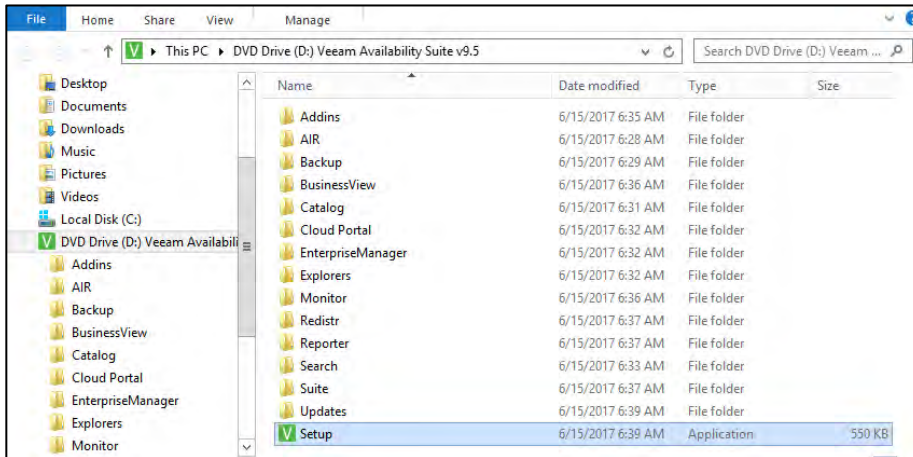 File Home Share View Manage
This PC DVD Drive (D:) Veeam Availability Suite v9.5 Search DVD Drive (D:) Veeam ...
Desktop
Documents
Downloads
Music
Pictures
Videos
Local Disk (C:)
DVD Drive (D:) Veeam Availabili
Addins
AIR
Backup
BusinessView
Catalog
Cloud Portal
EnterpriseManager
Explorers
Monitor
Name Date modified Type Size
Addins 6/15/2017 6:35 AM File folder
AIR 6/15/2017 6:28 AM File folder
Backup 6/15/2017 6:29 AM File folder
BusinessView 6/15/2017 6:36 AM File folder
Catalog 6/15/2017 6:31 AM File folder
Cloud Portal 6/15/2017 6:32 AM File folder
EnterpriseManager 6/15/2017 6:32 AM File folder
Explorers 6/15/2017 6:32 AM File folder
Monitor 6/15/2017 6:36 AM File folder
Redistr 6/15/2017 6:37 AM File folder
Reporter 6/15/2017 6:37 AM File folder
Search 6/15/2017 6:33 AM File folder
Suite 6/15/2017 6:37 AM File folder
Updates 6/15/2017 6:39 AM File folder
Setup 6/15/2017 6:39 AM Application 550 KB